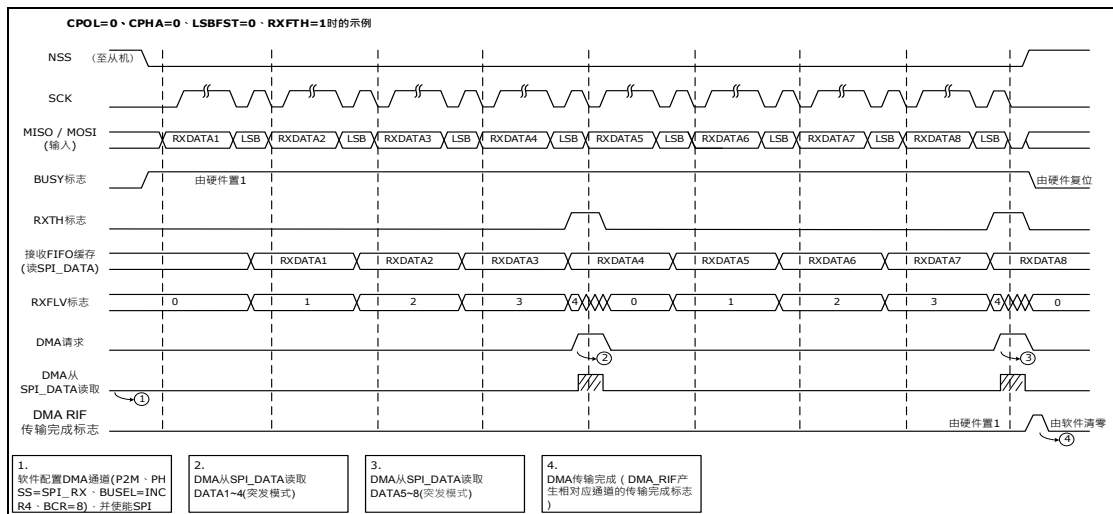 CPOL=0、CPHA=0、LSBFST=0、RXFTH=1时的示例
NSS （至从机）
SCK
MISO / MOSI
(输入)
RXDATA1 LSB RXDATA2 LSB RXDATA3 LSB RXDATA4 LSB RXDATA5 LSB RXDATA6 LSB RXDATA7 LSB RXDATA8 LSB
BUSY标志
由硬件置1
由硬件复位
RXTH标志
接收FIFO缓存
(读SPI_DATA)
RXDATA1 RXDATA2 RXDATA3 RXDATA4 RXDATA5 RXDATA6 RXDATA7 RXDATA8
RXFLV标志
0 1 2 3 4 0 1 2 3 4 0
DMA请求
2 3
DMA从
SPI_DATA读取
1
DMA RIF
传输完成标志
由硬件置1
由软件清零
4
1.
软件配置DMA通道(P2M、PH
SS=SPI_RX、BUSEL=INC
R4、BCR=8)，并使能SPI
2.
DMA从SPI_DATA读取
DATA1~4(突发模式)
3.
DMA从SPI_DATA读取
DATA5~8(突发模式)
4.
DMA传输完成（DMA_RIF产
生相对应通道的传输完成标志
）